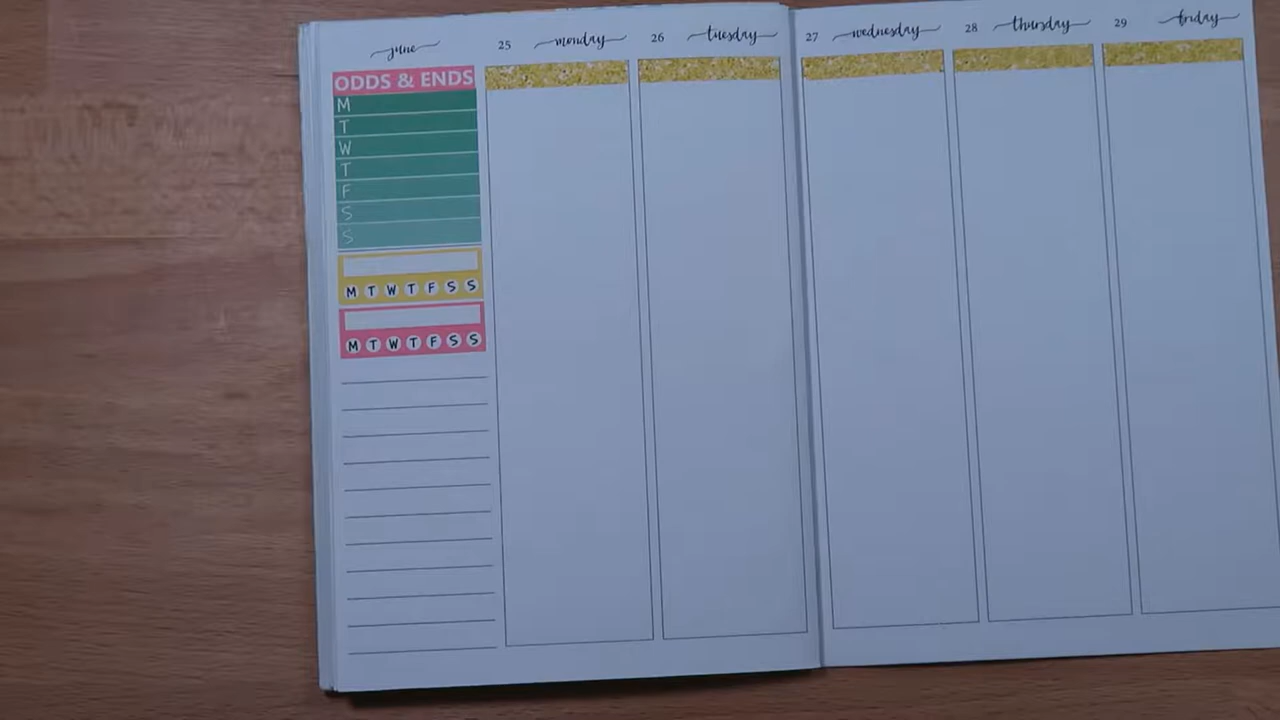 june 25 monday 26 tuesday 27 wednesday 28 thursday 29 friday
ODDS & ENDS
M
T
W
T
F
S
S
M T W T F S S
M T W T F S S